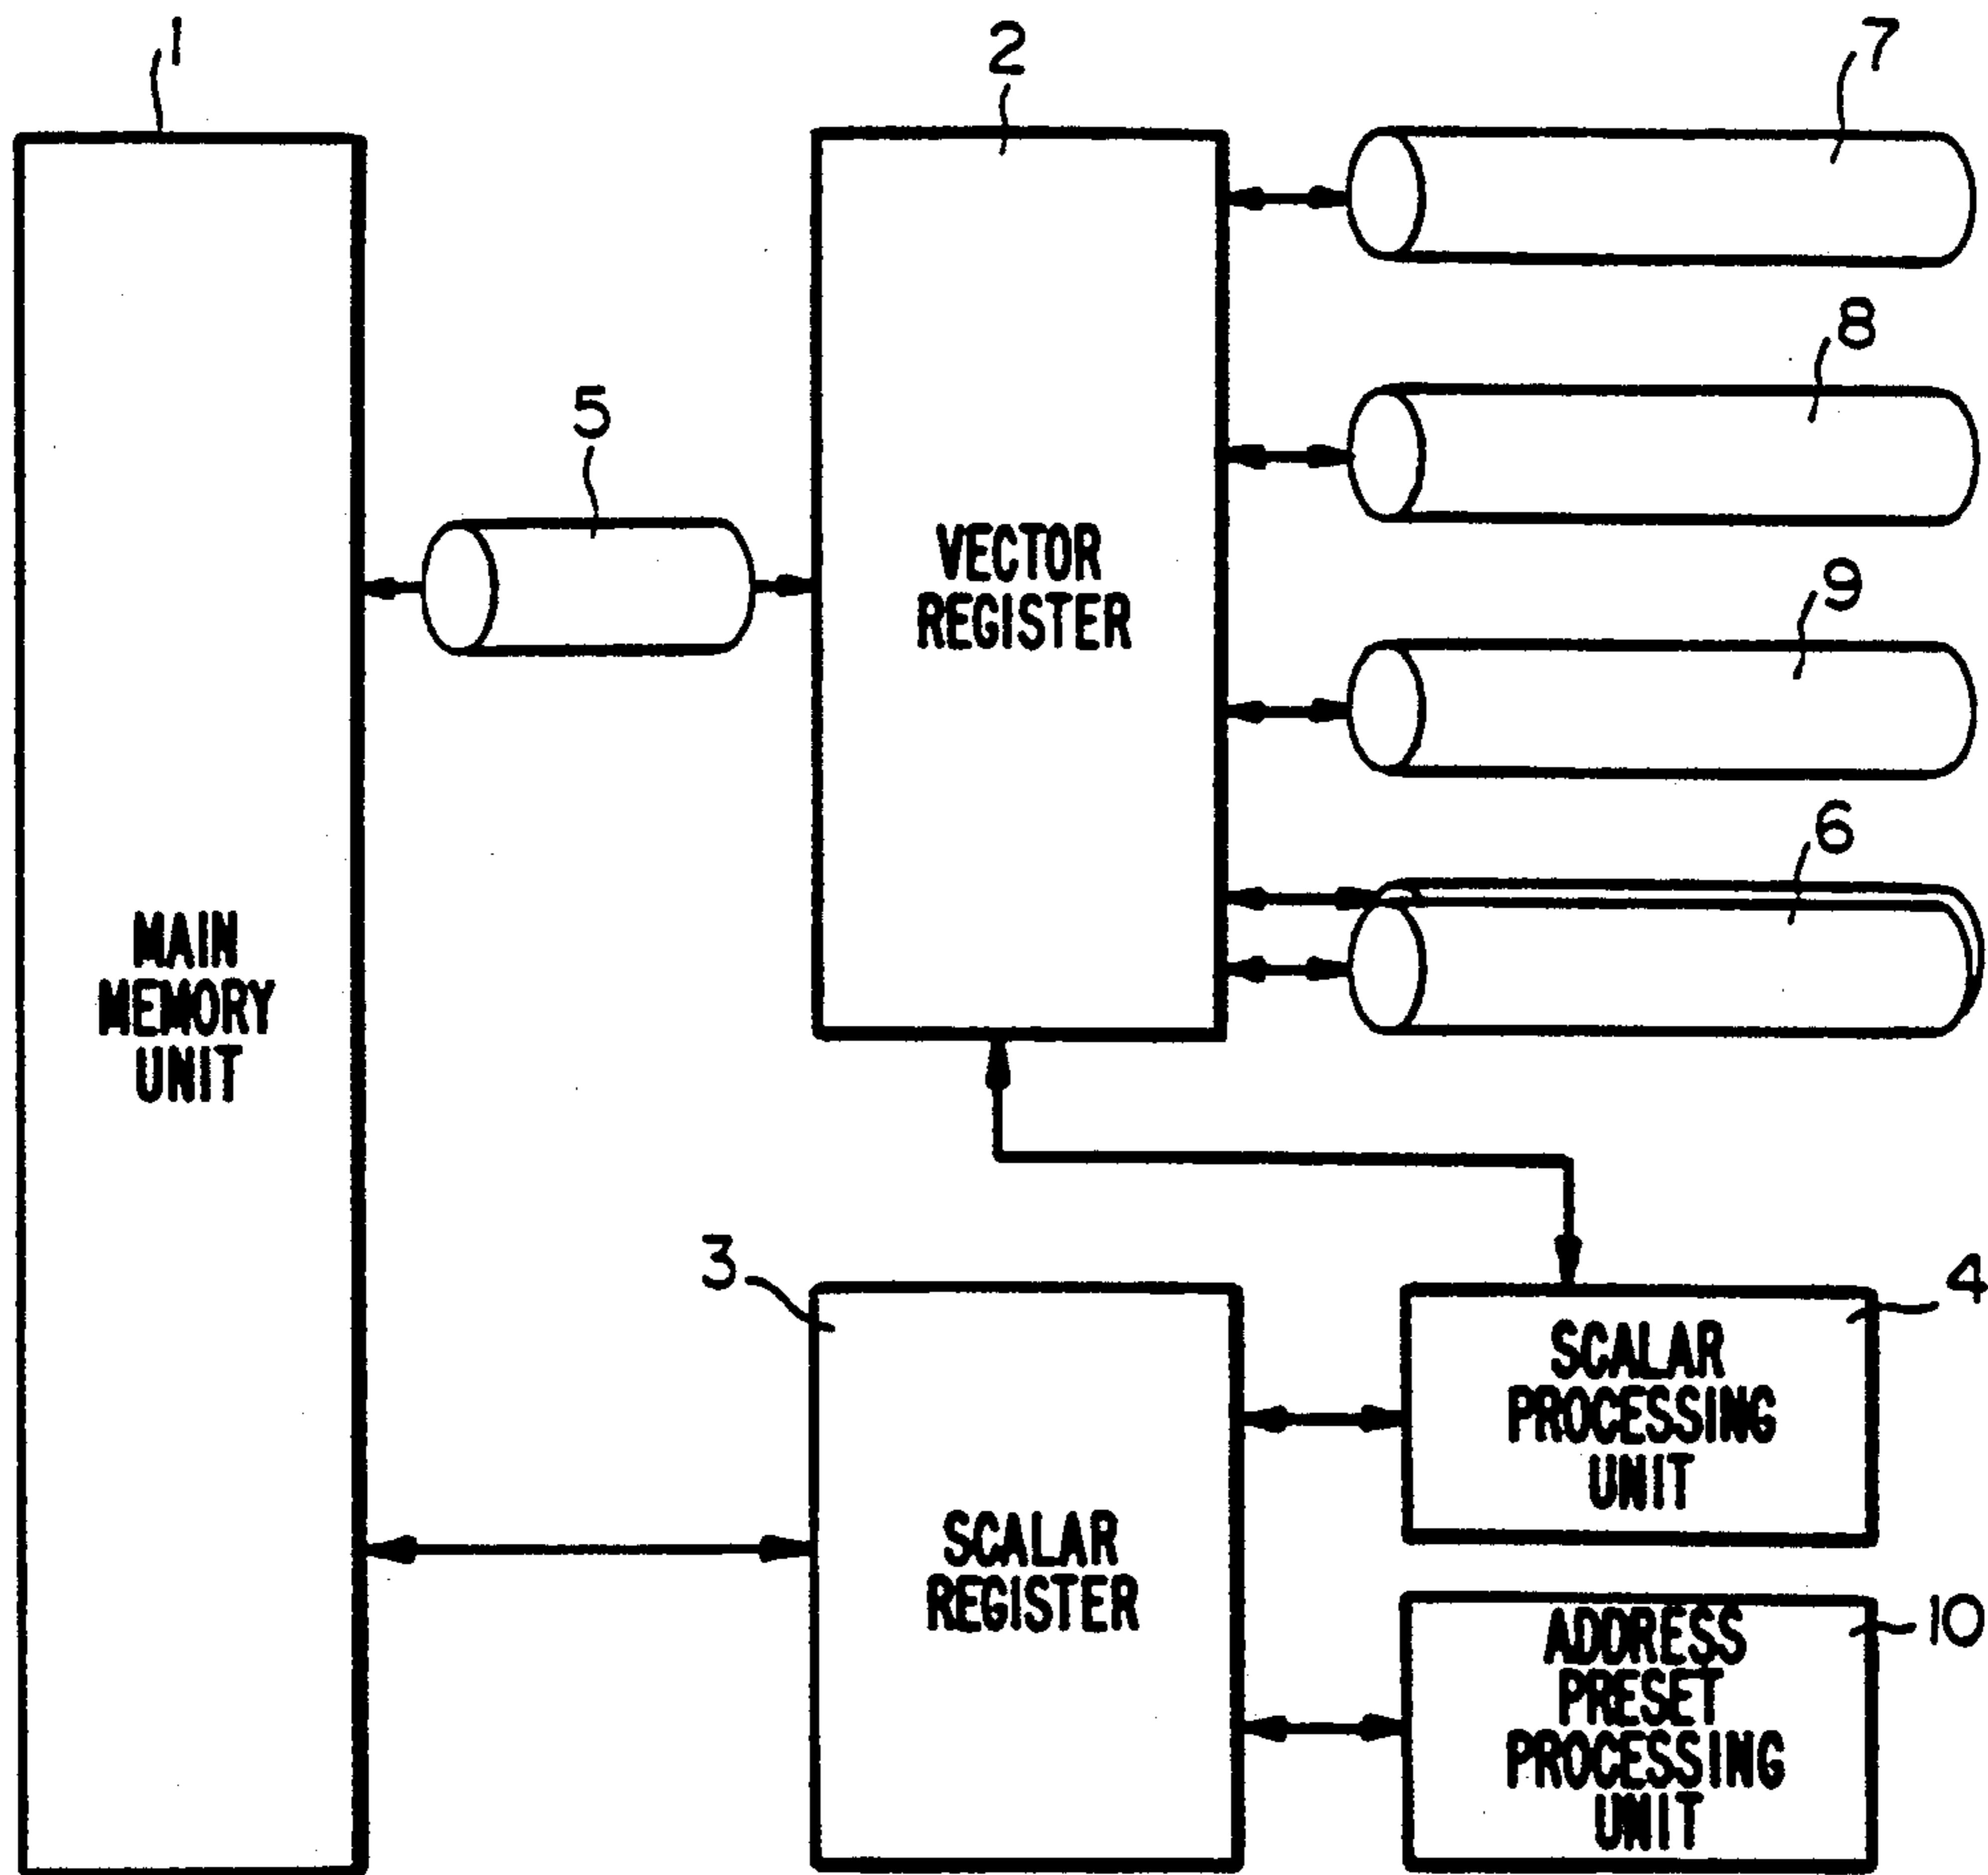 1
2
7
8
5
VECTOR
REGISTER
9
6
MAIN
MEMORY
UNIT
3
4
SCALAR
PROCESSING
UNIT
SCALAR
REGISTER
10
ADDRESS
PRESET
PROCESSING
UNIT